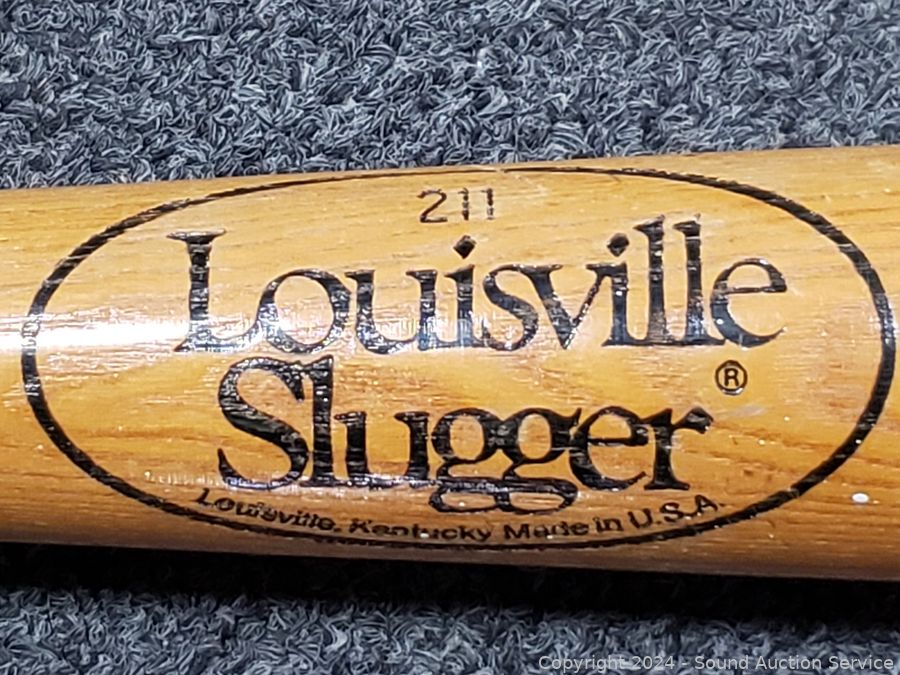 211
Louisville
Slugger®
Louisville, Kentucky Made in U.S.A.
Copyright 2024 - Sound Auction Service